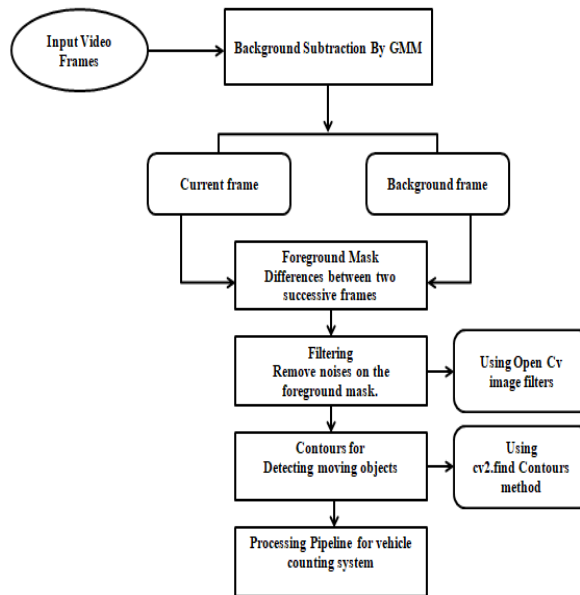 Input Video
Frames
Background Subtraction By GMM
Current frame
Background frame
Foreground Mask
Differences between two
successive frames
Filtering
Remove noises on the
foreground mask.
Using Open Cv
image filters
Contours for
Detecting moving objects
Using
cv2.find Contours
method
Processing Pipeline for vehicle
counting system